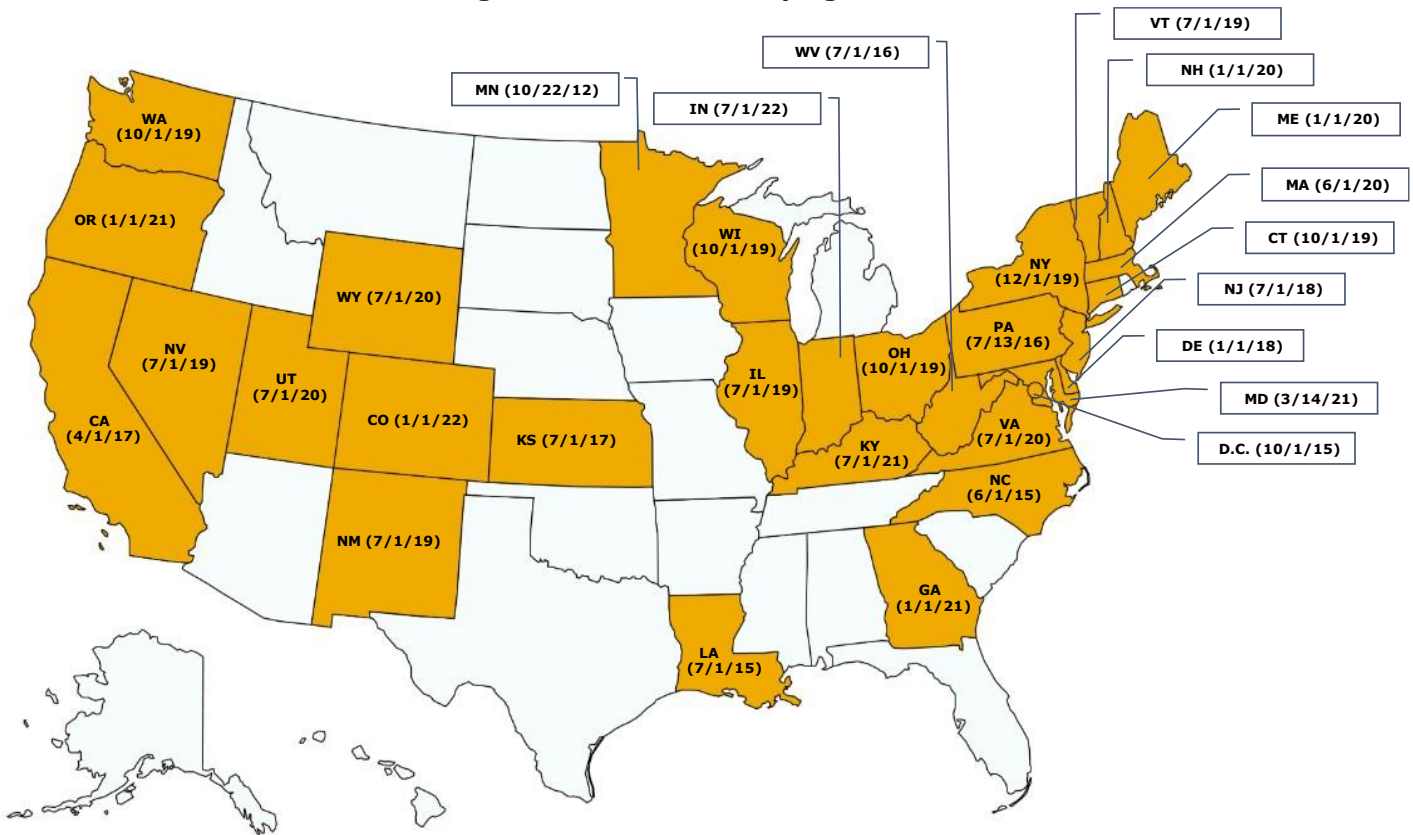 VT (7/1/19)
WV (7/1/16)
NH (1/1/20)
MN (10/22/12)
IN (7/1/22)
ME (1/1/20)
WA
(10/1/19)
MA (6/1/20)
OR (1/1/21)
WI
(10/1/19)
CT (10/1/19)
NY
(12/1/19)
NJ (7/1/18)
WY (7/1/20)
PA
(7/13/16)
DE (1/1/18)
NV
(7/1/19)
OH
(10/1/19)
UT
(7/1/20)
IL
(7/1/19)
MD (3/14/21)
CA
(4/1/17)
CO (1/1/22)
KS (7/1/17)
VA
(7/1/20)
KY
(7/1/21)
D.C. (10/1/15)
NC
(6/1/15)
NM (7/1/19)
GA
(1/1/21)
LA
(7/1/15)